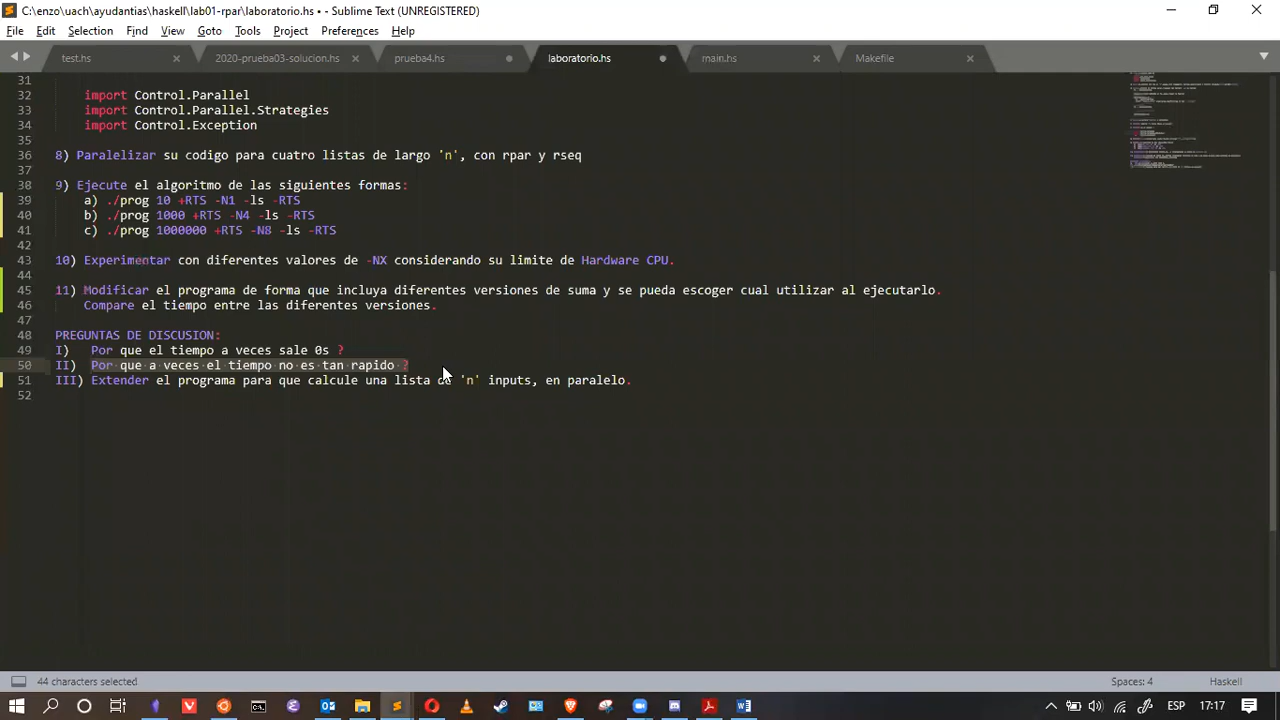 C:\enzo\uach\ayudantias\haskell\lab01-rpar\laboratorio.hs • - Sublime Text (UNREGISTERED)
File Edit Selection Find View Goto Tools Project Preferences Help
test.hs 2020-prueba03-solucion.hs prueba4.hs laboratorio.hs main.hs Makefile
31
32 import Control.Parallel
33 import Control.Parallel.Strategies
34 import Control.Exception
35
36 8) Paralelizar su codigo para cuatro listas de largo 'n', con rpar y rseq
37
38 9) Ejecute el algoritmo de las siguientes formas:
39 a) ./prog 10 +RTS -N1 -ls -RTS
40 b) ./prog 1000 +RTS -N4 -ls -RTS
41 c) ./prog 1000000 +RTS -N8 -ls -RTS
42
43 10) Experimentar con diferentes valores de -NX considerando su limite de Hardware CPU.
44
45 11) Modificar el programa de forma que incluya diferentes versiones de suma y se pueda escoger cual utilizar al ejecutarlo.
46 Compare el tiempo entre las diferentes versiones.
47
48 PREGUNTAS DE DISCUSION:
49 I) Por que el tiempo a veces sale 0s ?
50 II) Por que a veces el tiempo no es tan rapido ?
51 III) Extender el programa para que calcule una lista de 'n' inputs, en paralelo.
52
44 characters selected Spaces: 4 Haskell
ESP 17:17